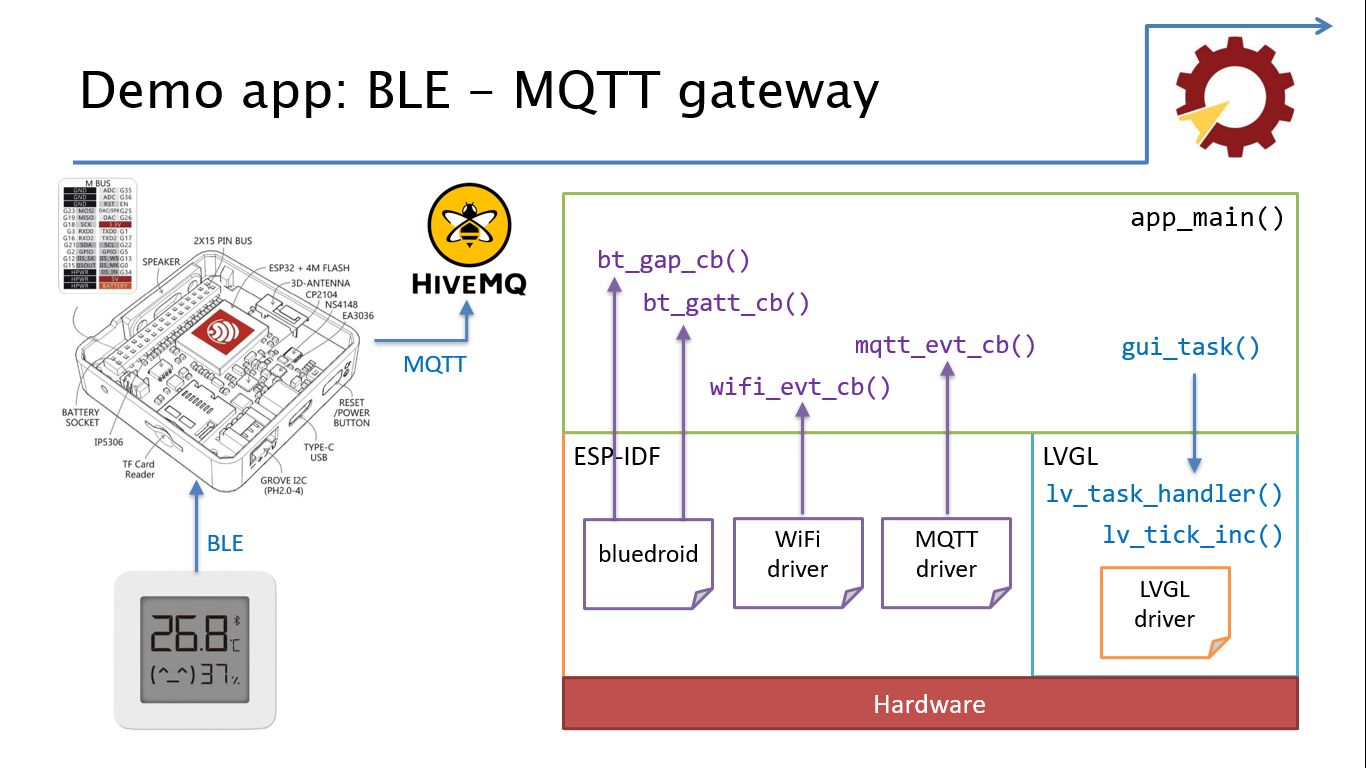 Demo app: BLE – MQTT gateway
M BUS
GND ADC G35
GND ADC G36
GND RST EN
G23 MOSI DAC/SPK G25
G19 MISO DAC G26
G18 SCK 3.3V
G3 RXD0 TXD0 G1
G16 RXD2 TXD2 G17
G21 SDA SCL G22
G2 GPIO GPIO G5
G12 IIS_SK IIS_WS G13
G15 IISOUT IIS_MK G0
HPWR IIS_IN G34
HPWR 5V
HPWR BATTERY
2X15 PIN BUS
SPEAKER
ESP32 + 4M FLASH
3D-ANTENNA
CP2104
NS4148
EA3036
BATTERY
SOCKET
IP5306
TF Card
Reader
GROVE I2C
(PH2.0-4)
TYPE-C
USB
RESET
/POWER
BUTTON
HIVEMQ
MQTT
BLE
26.8 °C
(^_^) 37 %
app_main()
bt_gap_cb()
bt_gatt_cb()
mqtt_evt_cb()
gui_task()
wifi_evt_cb()
ESP-IDF
LVGL
lv_task_handler()
lv_tick_inc()
bluedroid
WiFi
driver
MQTT
driver
LVGL
driver
Hardware